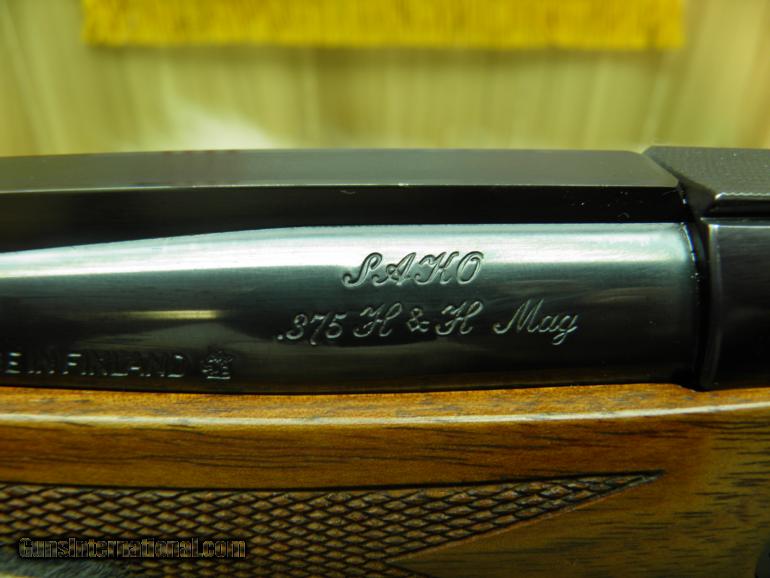 SAKO
.375 H & H Mag
E IN FINLAND
GunsInternational.com